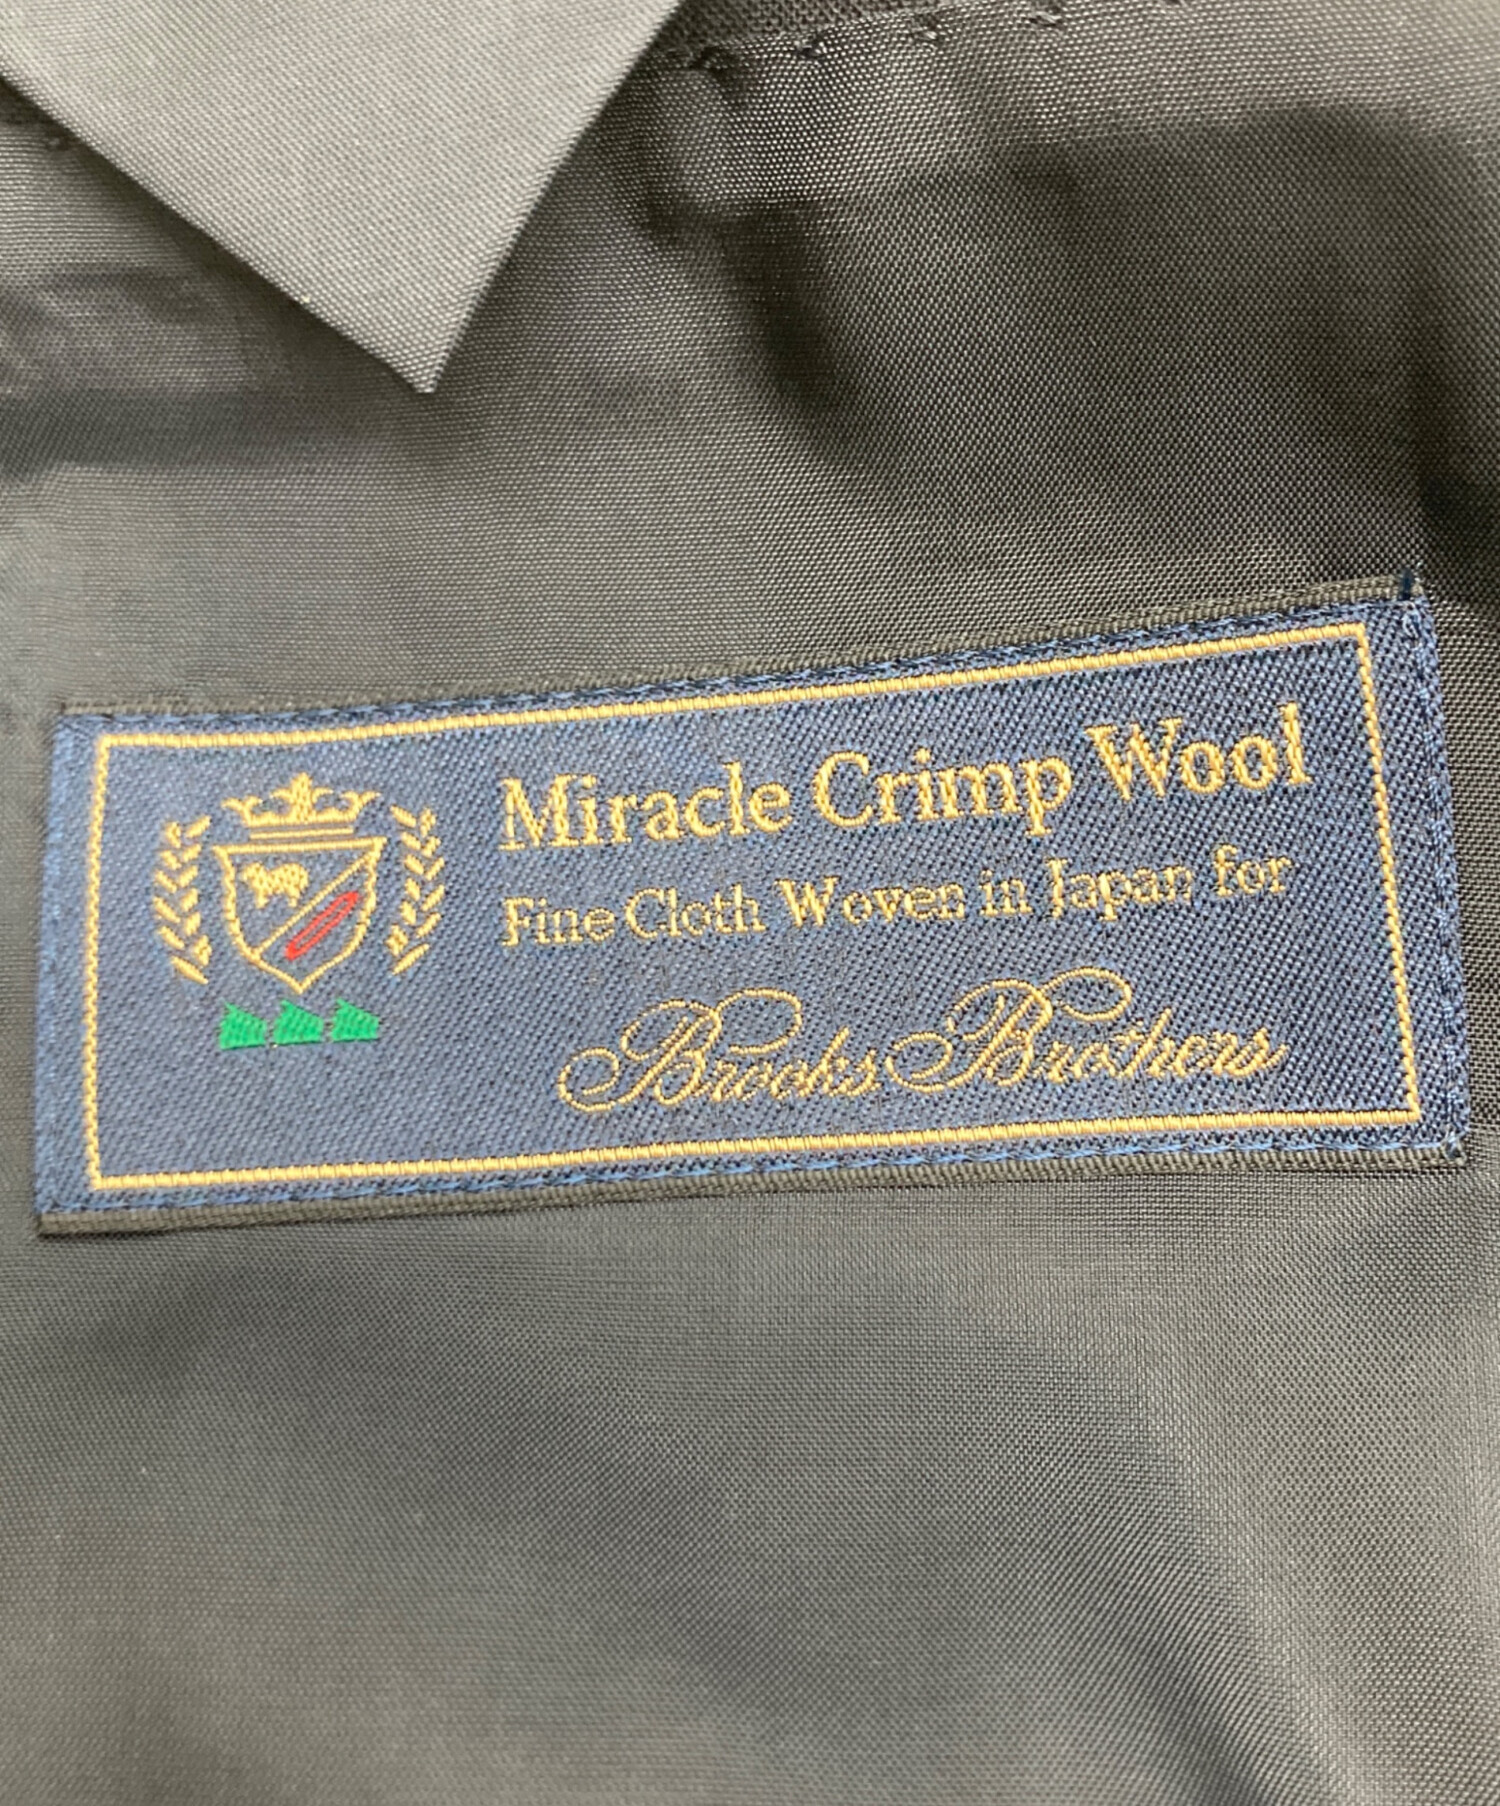 Miracle Crimp Wool
Fine Cloth Woven in Japan for
Brooks Brothers